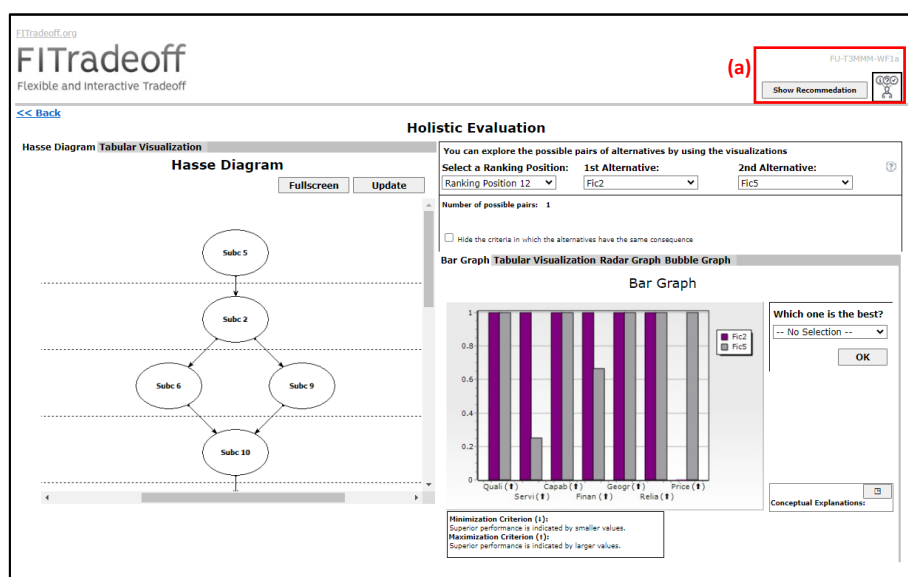 FITradeoff.org
FITradeoff
Flexible and Interactive Tradeoff
(a)
FU-T3MMM-WF1a
Show Recommedation
<< Back
Holistic Evaluation
Hasse Diagram Tabular Visualization
Hasse Diagram
Fullscreen Update
Subc 5
Subc 2
Subc 6 Subc 9
Subc 10
You can explore the possible pairs of alternatives by using the visualizations
Select a Ranking Position: 1st Alternative: 2nd Alternative:
Ranking Position 12 Fic2 Fic5
Number of possible pairs: 1
Hide the criteria in which the alternatives have the same consequence
Bar Graph Tabular Visualization Radar Graph Bubble Graph
Bar Graph
1
0.8
0.6
0.4
0.2
0
Quali (⬆) Capab (⬆) Geogr (⬆) Price (⬆)
Servi (⬆) Finan (⬆) Relia (⬆)
Fic2
Fic5
Which one is the best?
-- No Selection --
OK
Conceptual Explanations:
Minimization Criterion (⬇):
Superior performance is indicated by smaller values.
Maximization Criterion (⬆):
Superior performance is indicated by larger values.